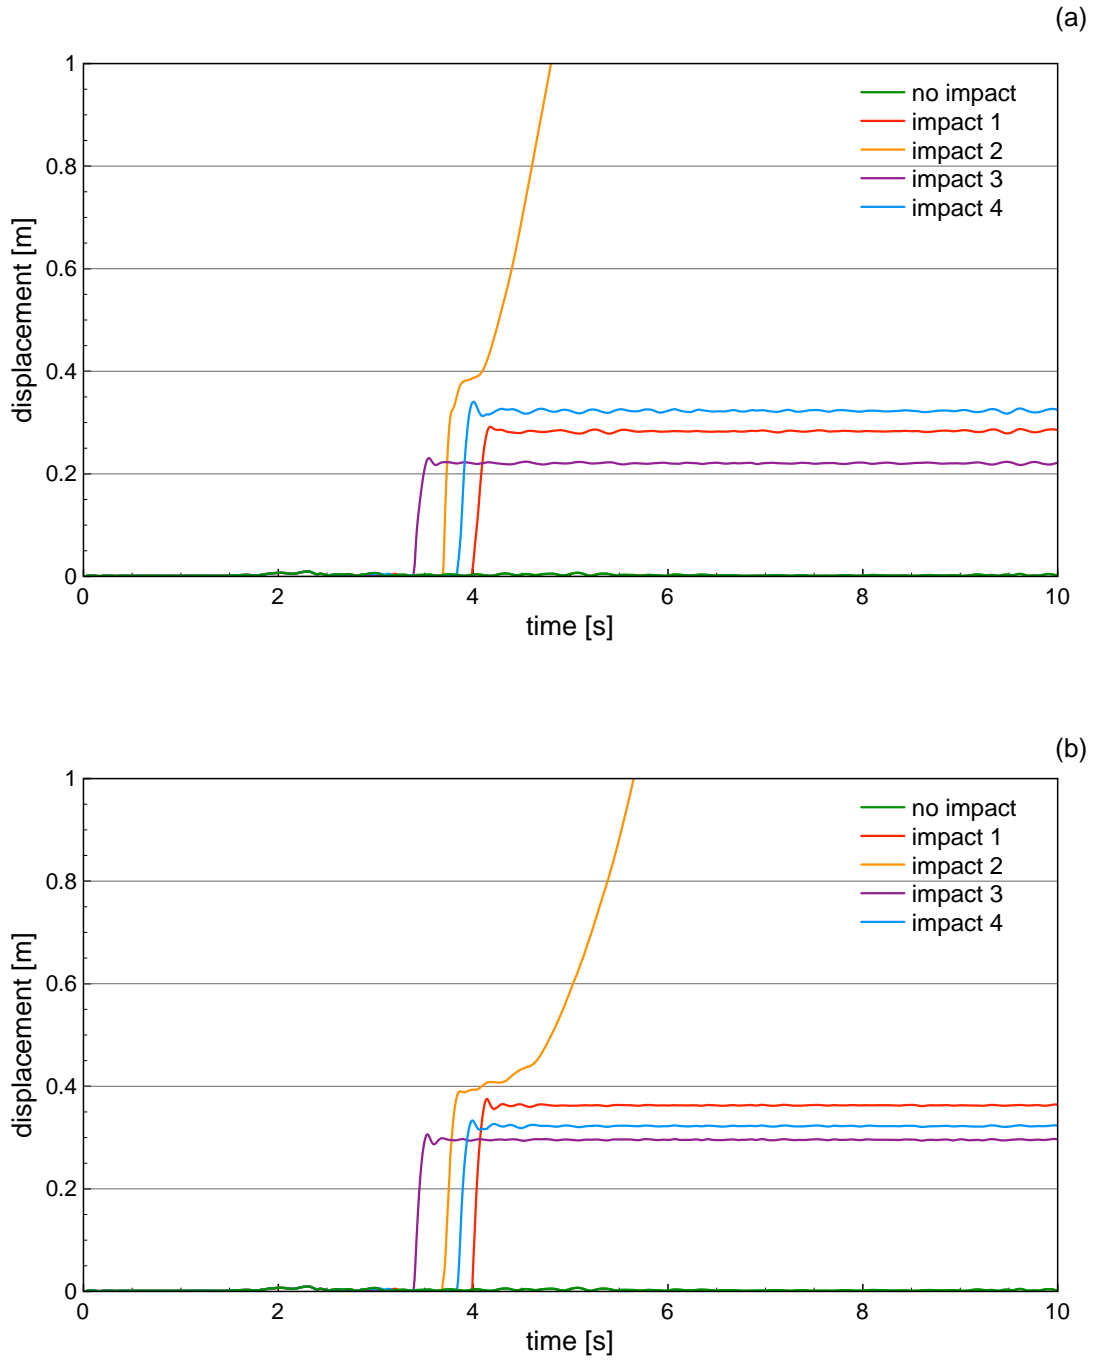 (a)
1
0.8
0.6
0.4
0.2
0
displacement [m]
no impact
impact 1
impact 2
impact 3
impact 4
0 2 4 6 8 10
time [s]
(b)
1
0.8
0.6
0.4
0.2
0
displacement [m]
no impact
impact 1
impact 2
impact 3
impact 4
0 2 4 6 8 10
time [s]